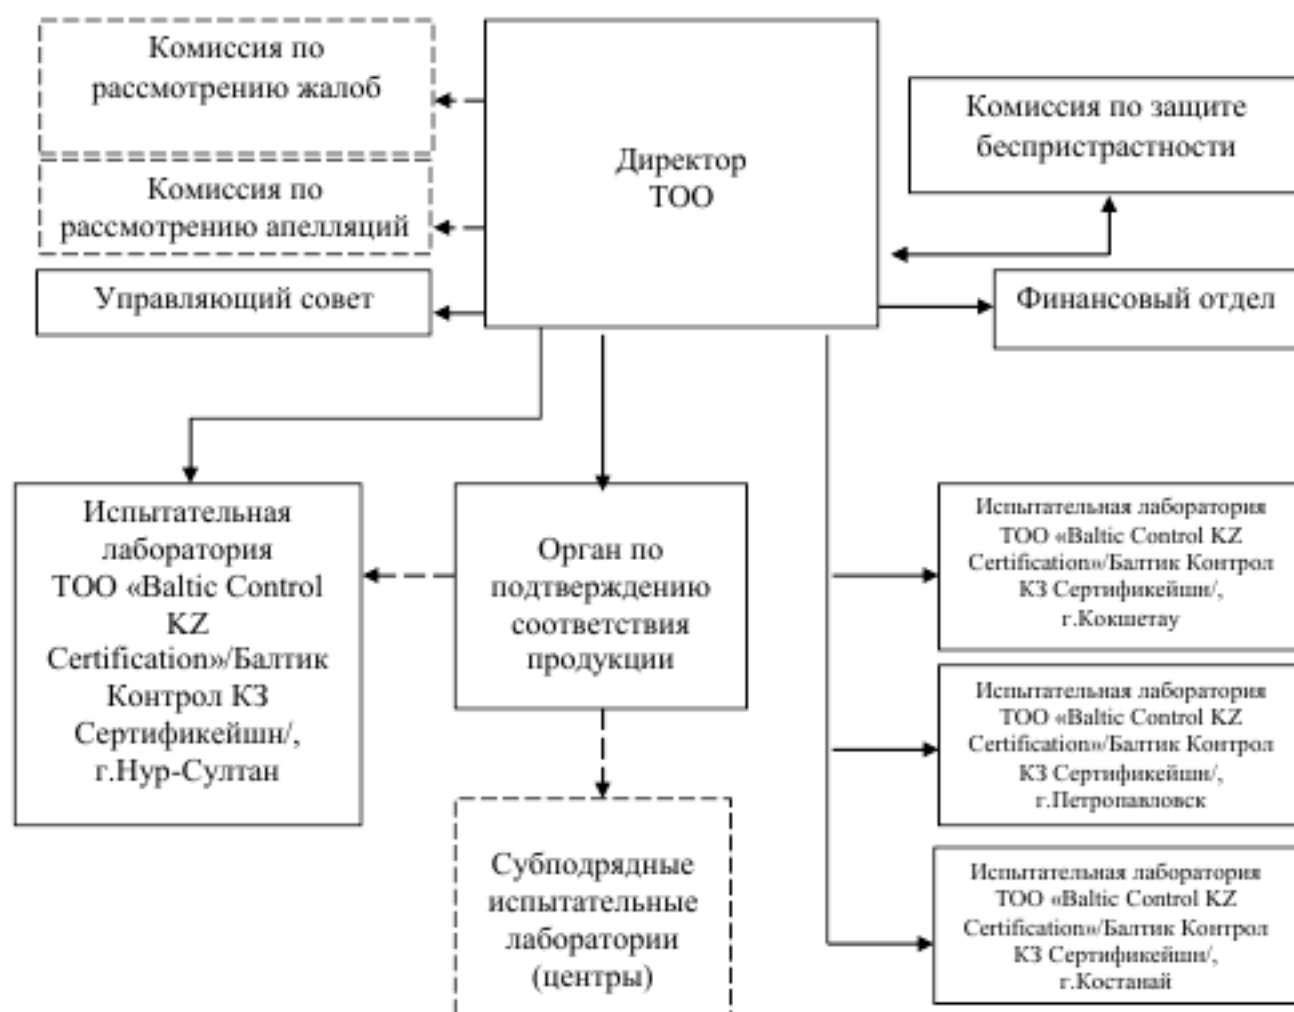 Комиссия по
рассмотрению жалоб
Комиссия по
рассмотрению апелляций
Управляющий совет
Директор
ТОО
Комиссия по защите
беспристрастности
Финансовый отдел
Испытательная
лаборатория
ТОО «Baltic Control
KZ
Certification»/Балтик
Контрол КЗ
Сертификейшн/,
г.Нур-Султан
Орган по
подтверждению
соответствия
продукции
Субподрядные
испытательные
лаборатории
(центры)
Испытательная лаборатория
ТОО «Baltic Control KZ
Certification»/Балтик Контрол
КЗ Сертификейшн/,
г.Кокшетау
Испытательная лаборатория
ТОО «Baltic Control KZ
Certification»/Балтик Контрол
КЗ Сертификейшн/,
г.Петропавловск
Испытательная лаборатория
ТОО «Baltic Control KZ
Certification»/Балтик Контрол
КЗ Сертификейшн/,
г.Костанай